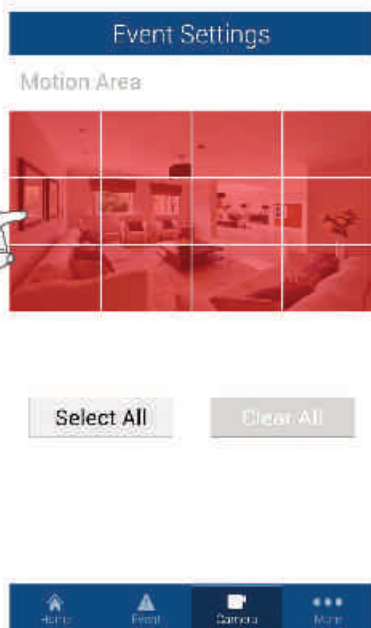 Event Settings
Motion Area
Select All
Clear All
Home Event Camera More